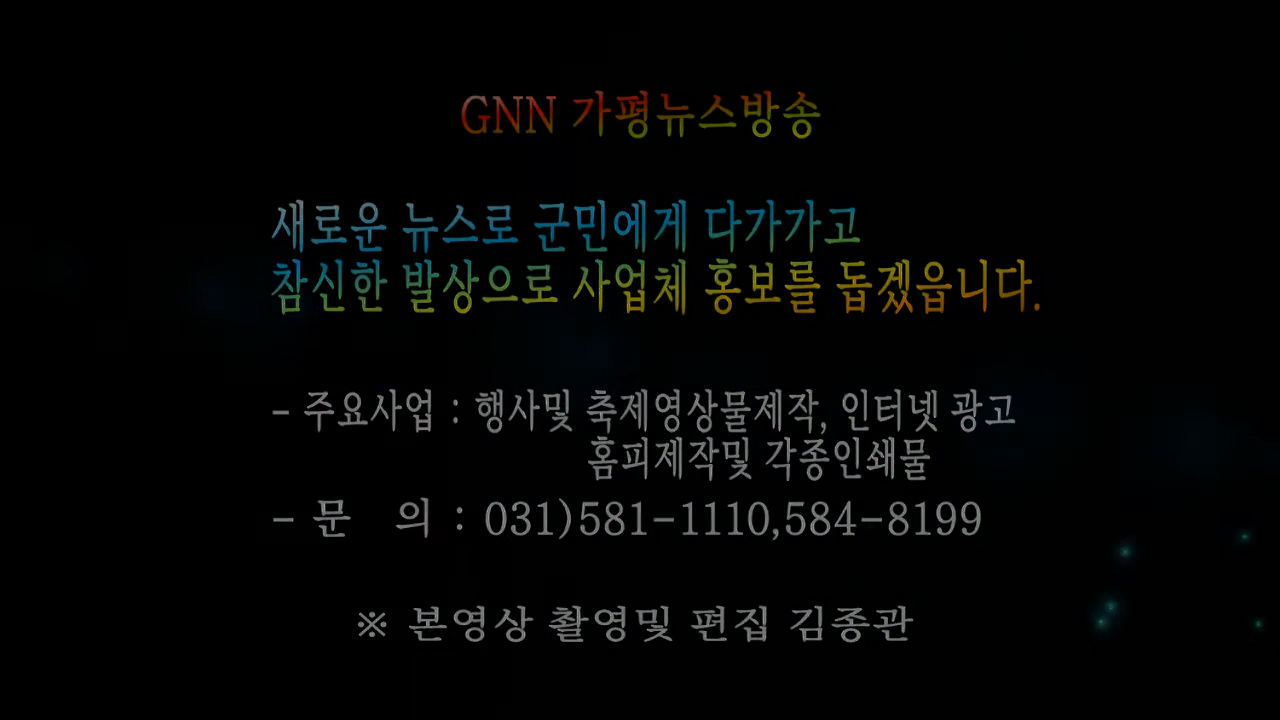 GNN 가평뉴스방송
새로운 뉴스로 군민에게 다가가고
참신한 발상으로 사업체 홍보를 돕겠읍니다.
- 주요사업 : 행사및 축제영상물제작, 인터넷 광고
홈피제작및 각종인쇄물
- 문 의 : 031)581-1110,584-8199
※ 본영상 촬영및 편집 김종관